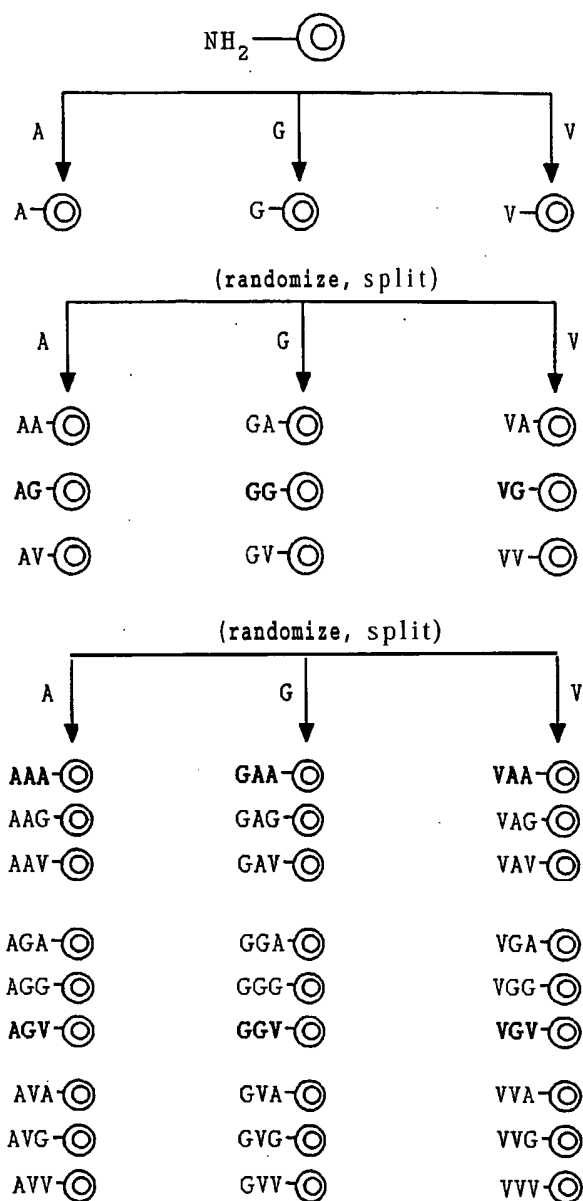 NH2
A G V
A G V
(randomize, split)
A G V
AA GA VA
AG GG VG
AV GV VV
(randomize, split)
A G V
AAA GAA VAA
AAG GAG VAG
AAV GAV VAV
AGA GGA VGA
AGG GGG VGG
AGV GGV VGV
AVA GVA VVA
AVG GVG VVG
AVV GVV VVV